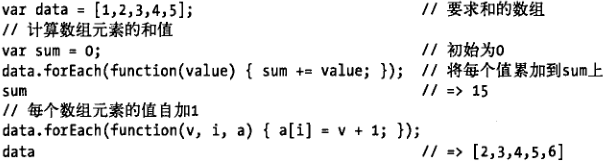 var data = [1,2,3,4,5]; // 要求和的数组
// 计算数组元素的和值
var sum = 0; // 初始为0
data.forEach(function(value) { sum += value; }); // 将每个值累加到sum上
sum // => 15
// 每个数组元素的值自加1
data.forEach(function(v, i, a) { a[i] = v + 1; });
data // => [2,3,4,5,6]